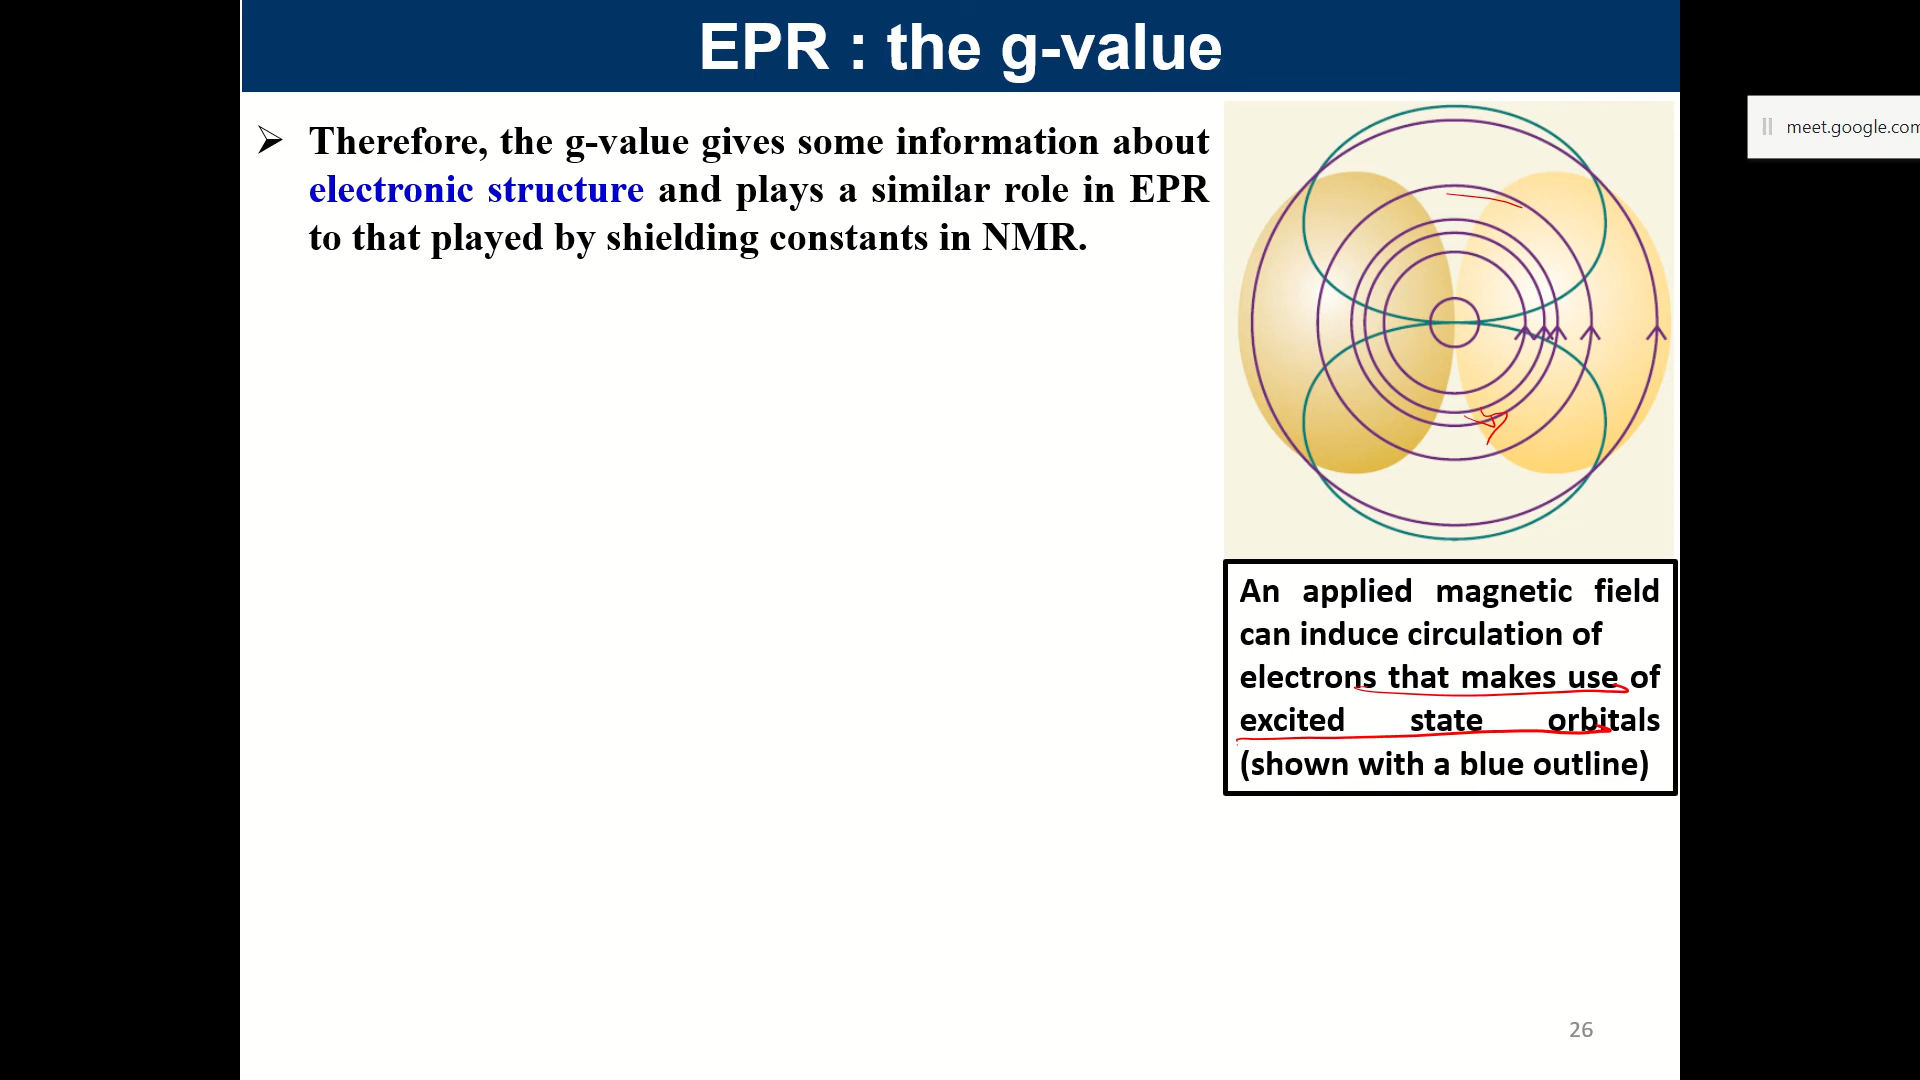 EPR : the g-value
Therefore, the g-value gives some information about
electronic structure and plays a similar role in EPR
to that played by shielding constants in NMR.
An applied magnetic field
can induce circulation of
electrons that makes use of
excited state orbitals
(shown with a blue outline)
26
meet.google.com